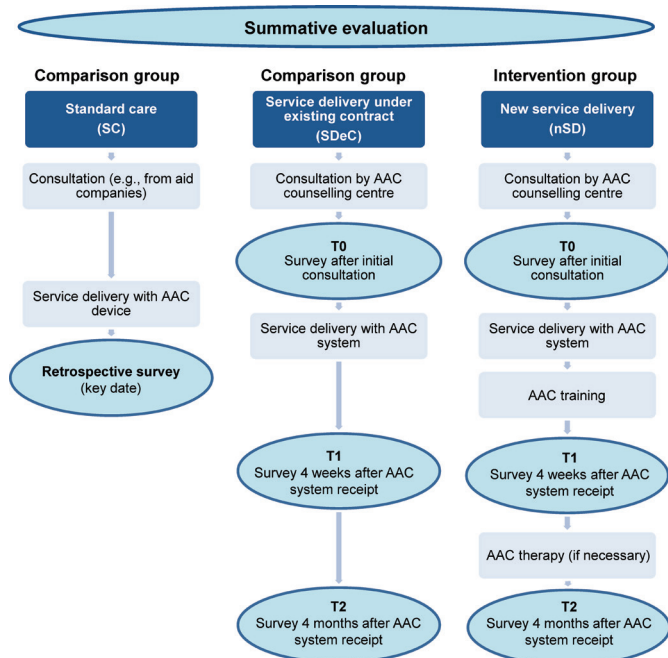 Summative evaluation
Comparison group
Standard care
(SC)
Consultation (e.g., from aid
companies)
Service delivery with AAC
device
Retrospective survey
(key date)
Comparison group
Service delivery under
existing contract
(SDeC)
Consultation by AAC
counselling centre
T0
Survey after initial
consultation
Service delivery with AAC
system
T1
Survey 4 weeks after AAC
system receipt
T2
Survey 4 months after AAC
system receipt
Intervention group
New service delivery
(nSD)
Consultation by AAC
counselling centre
T0
Survey after initial
consultation
Service delivery with AAC
system
AAC training
T1
Survey 4 weeks after AAC
system receipt
AAC therapy (if necessary)
T2
Survey 4 months after AAC
system receipt